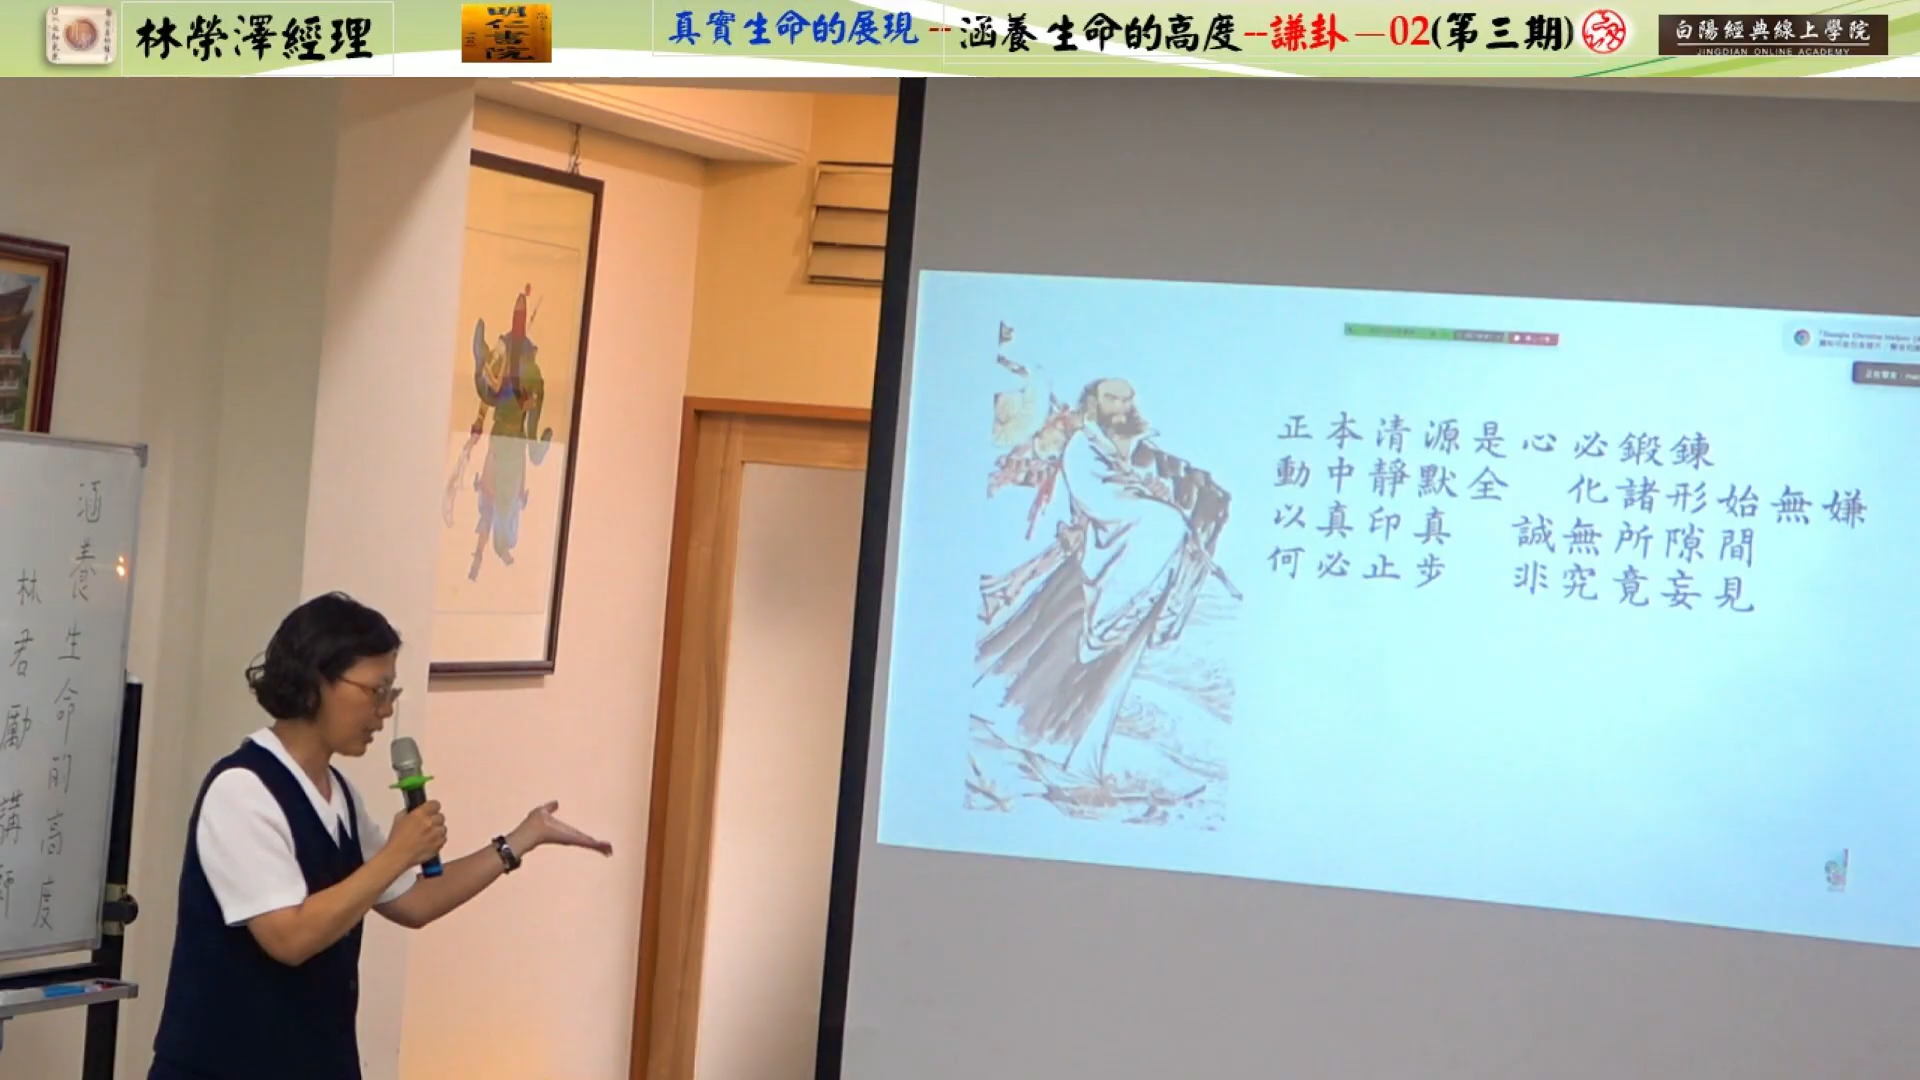 林榮澤經理
真實生命的展現--涵養生命的高度--謙卦—02(第三期)
白陽經典線上學院
JINGDIAN ONLINE ACADEMY
涵養生命的高度
林君勵講師
正本清源是心必鍛鍊
動中靜默全 化諸形始無嫌
以真印真 誠無所隙間
何必止步 非究竟妄見